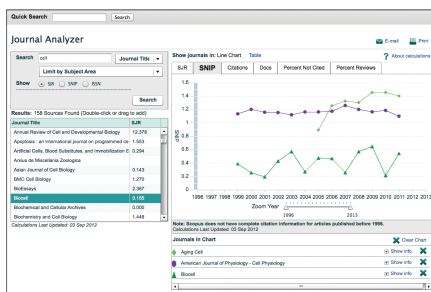 Quick Search Search
Journal Analyzer
E-mail Print
Search cell Journal Title
Limit by Subject Area
Show SJR SNIP BSN
Search
Results: 158 Sources Found (Double-click or drag to add)
Journal Title SJR
Annual Review of Cell and Developmental Biology 12.376
Apoptosis : an international journal on programmed ce 1.553
Artificial Cells, Blood Substitutes, and Immobilization E 0.294
Arxius de Miscellania Zoologica
Asian Journal of Cell Biology 0.143
BMC Cell Biology 1.270
BioEssays 2.387
Biocell 0.155
Biochemical and Cellular Archives 0.000
Biochemistry and Cell Biology 1.448
Calculations Last Updated: 03 Sep 2012
Show journals in: Line Chart Table
? About calculations
SJR SNIP Citations Docs Percent Not Cited Percent Reviews
1.6
1.4
1.2
1
0.8
0.6
0.4
0.2
0
SNIP
1996 1997 1998 1999 2000 2001 2002 2003 2004 2005 2006 2007 2008 2009 2010 2011 2012
Zoom Year
1996 2013
Note: Scopus does not have complete citation information for articles published before 1996.
Calculations Last Updated: 03 Sep 2012
Journals in Chart Clear Chart
Aging Cell Show info
American Journal of Physiology - Cell Physiology Show info
Biocell Show info